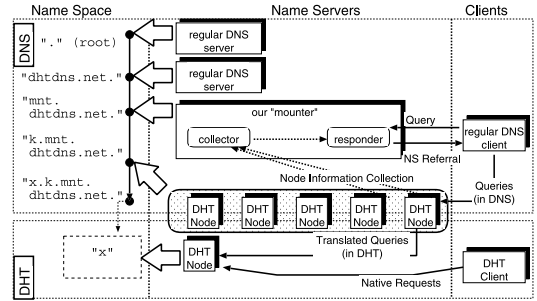 Name Space
Name Servers
Clients
DNS
"." (root)
regular DNS
server
"dhtdns.net."
regular DNS
server
"mnt.
dhtdns.net."
our "mounter"
collector
responder
Query
NS Referral
regular DNS
client
"k.mnt.
dhtdns.net."
Node Information Collection
Queries
(in DNS)
"x.k.mnt.
dhtdns.net."
DHT
Node
DHT
Node
DHT
Node
DHT
Node
DHT
Node
Translated Queries
(in DHT)
DHT
"x"
DHT
Node
DHT
Client
Native Requests